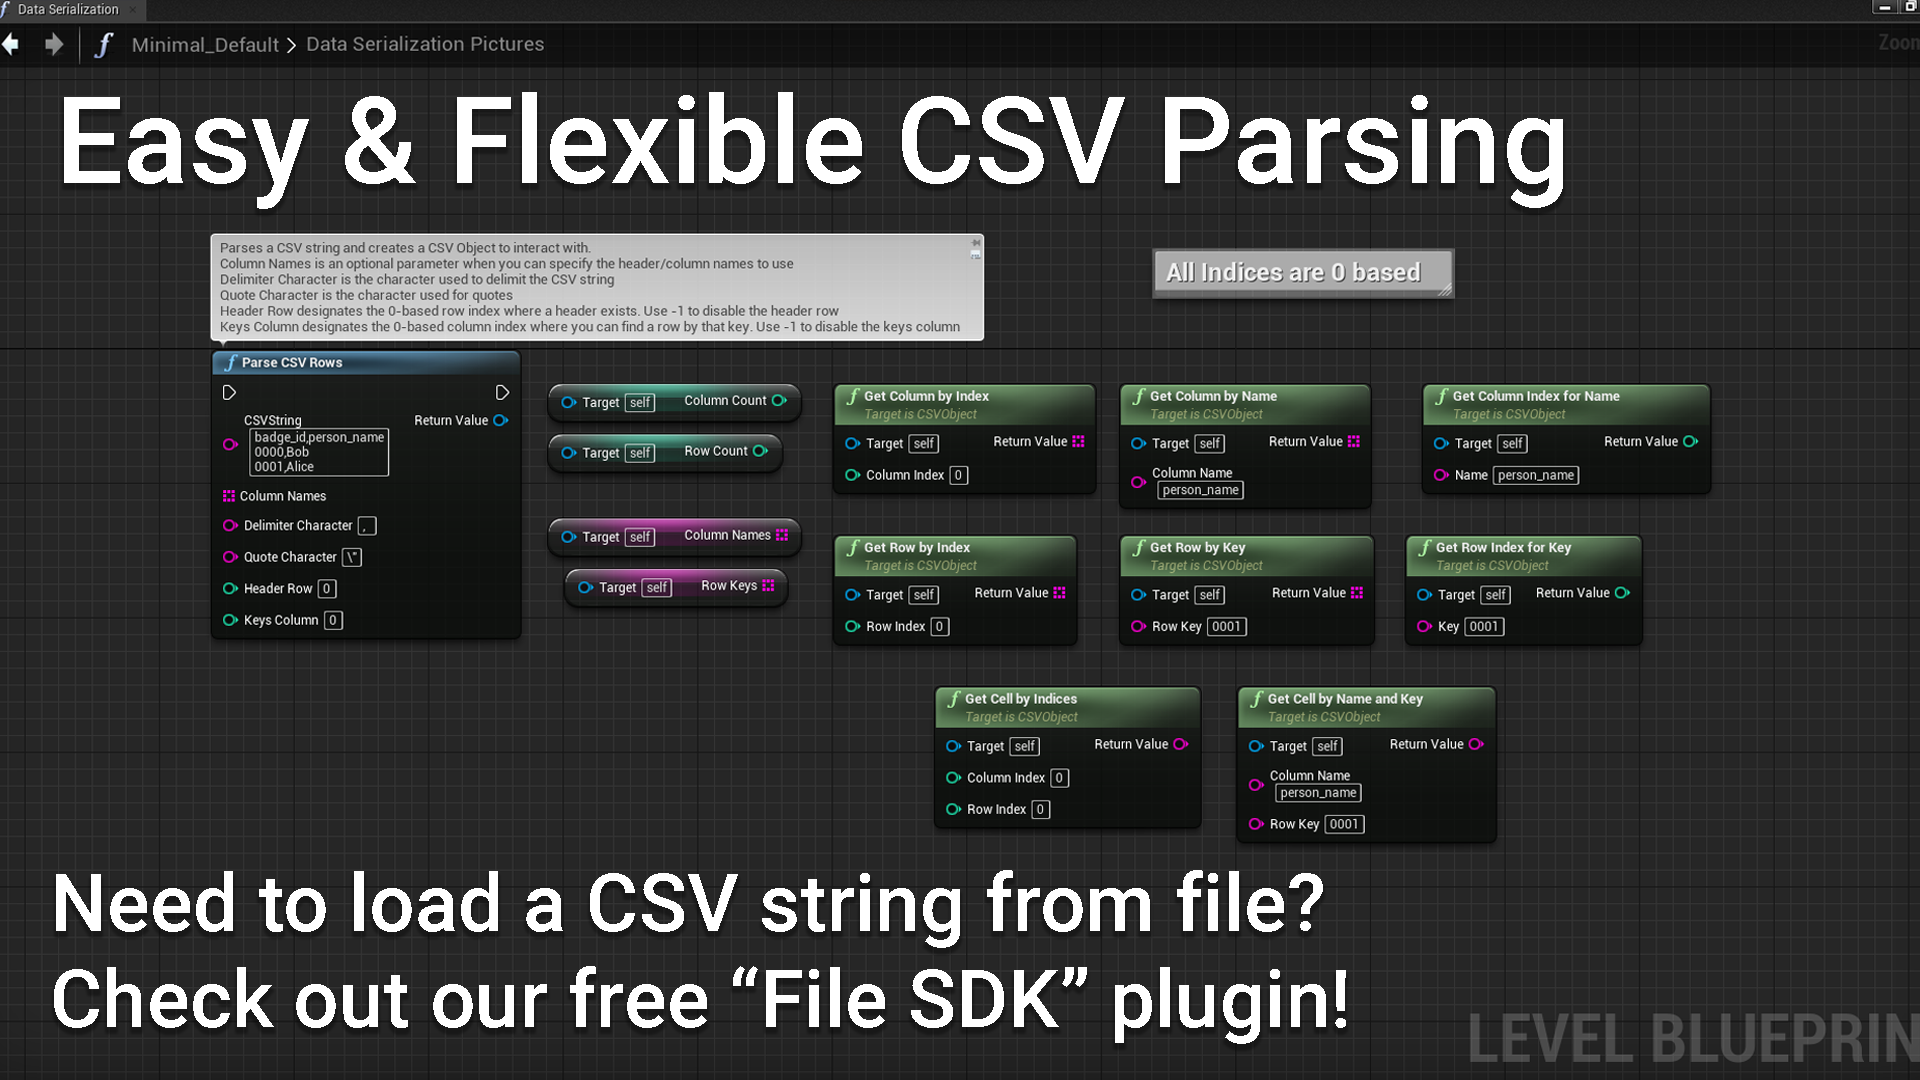 Data Serialization
Minimal_Default > Data Serialization Pictures
Zoom
Easy & Flexible CSV Parsing
Parses a CSV string and creates a CSV Object to interact with.
Column Names is an optional parameter when you can specify the header/column names to use
Delimiter Character is the character used to delimit the CSV string
Quote Character is the character used for quotes
Header Row designates the 0-based row index where a header exists. Use -1 to disable the header row
Keys Column designates the 0-based column index where you can find a row by that key. Use -1 to disable the keys column
All Indices are 0 based
Parse CSV Rows
CSVString
Return Value
badge_id,person_name
0000,Bob
0001,Alice
Column Names
Delimiter Character ,
Quote Character \"
Header Row 0
Keys Column 0
Target self Column Count
Target self Row Count
Target self Column Names
Target self Row Keys
Get Column by Index
Target is CSVObject
Target self Return Value
Column Index 0
Get Column by Name
Target is CSVObject
Target self Return Value
Column Name
person_name
Get Column Index for Name
Target is CSVObject
Target self Return Value
Name person_name
Get Row by Index
Target is CSVObject
Target self Return Value
Row Index 0
Get Row by Key
Target is CSVObject
Target self Return Value
Row Key 0001
Get Row Index for Key
Target is CSVObject
Target self Return Value
Key 0001
Get Cell by Indices
Target is CSVObject
Target self Return Value
Column Index 0
Row Index 0
Get Cell by Name and Key
Target is CSVObject
Target self Return Value
Column Name
person_name
Row Key 0001
Need to load a CSV string from file?
Check out our free “File SDK” plugin!
LEVEL BLUEPRIN